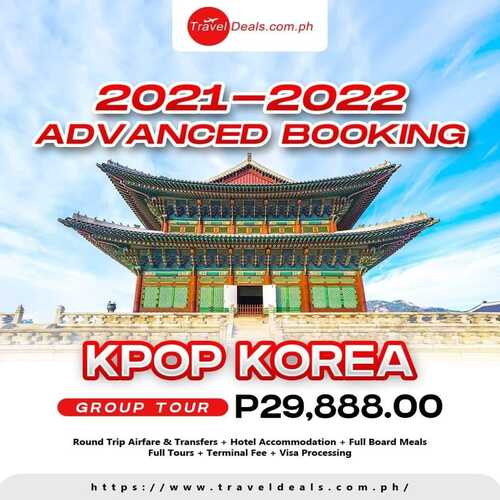 TravelDeals.com.ph
2021-2022
ADVANCED BOOKING
KPOP KOREA
GROUP TOUR P29,888.00
Round Trip Airfare & Transfers + Hotel Accommodation + Full Board Meals
Full Tours + Terminal Fee + Visa Processing
https://www.traveldeals.com.ph/